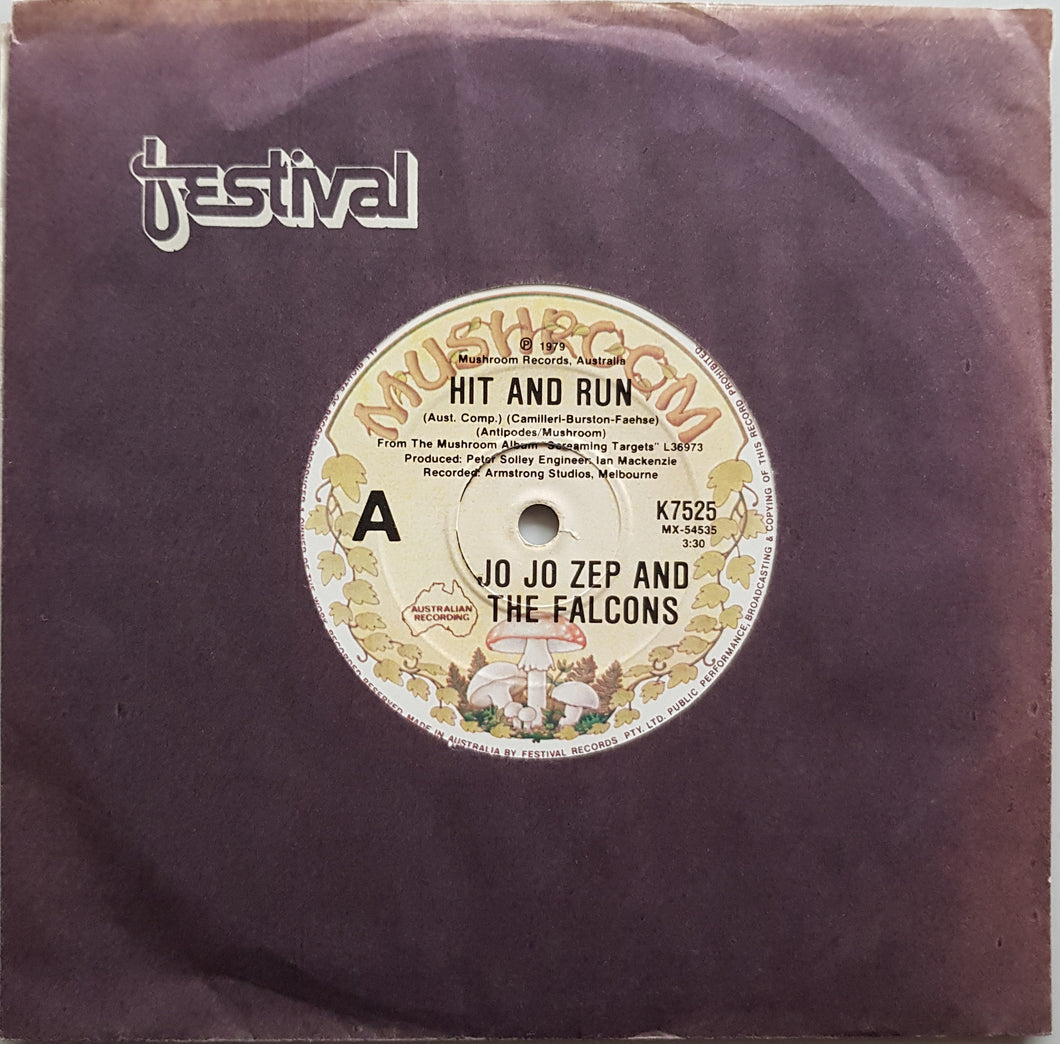 festival
MUSHROOM
℗ 1979
Mushroom Records, Australia
HIT AND RUN
(Aust. Comp.) (Camilleri-Burston-Faehse)
(Antipodes/Mushroom)
From The Mushroom Album "Screaming Targets" L36973
Produced: Peter Solley Engineer: Ian Mackenzie
Recorded: Armstrong Studios, Melbourne
A
K7525
MX-54535
3:30
JO JO ZEP AND
THE FALCONS
AUSTRALIAN
RECORDING
RECORDED RESERVED MADE IN AUSTRALIA BY FESTIVAL RECORDS PTY. LTD. PUBLIC PERFORMANCE, BROADCASTING & COPYING OF THIS RECORD PROHIBITED